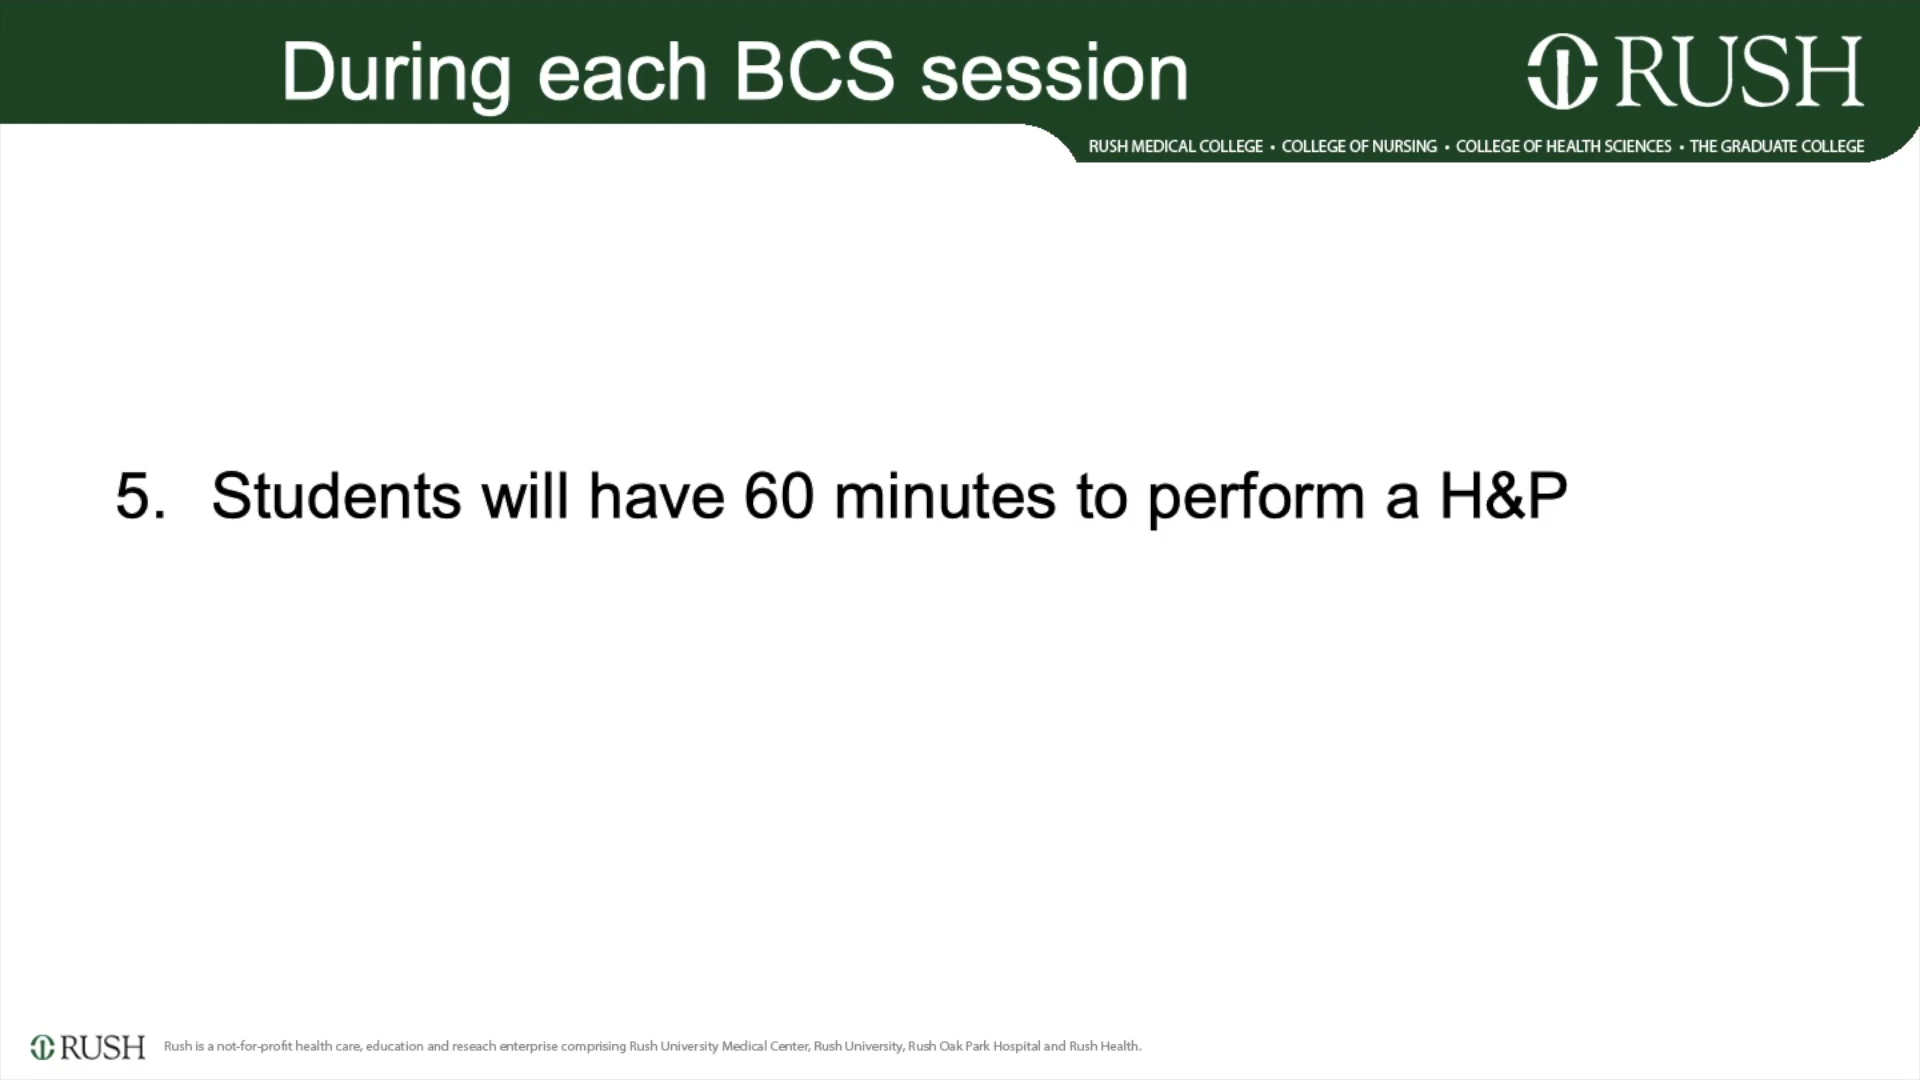 During each BCS session
RUSH
RUSH MEDICAL COLLEGE • COLLEGE OF NURSING • COLLEGE OF HEALTH SCIENCES • THE GRADUATE COLLEGE
5. Students will have 60 minutes to perform a H&P
RUSH Rush is a not-for-profit health care, education and reseach enterprise comprising Rush University Medical Center, Rush University, Rush Oak Park Hospital and Rush Health.